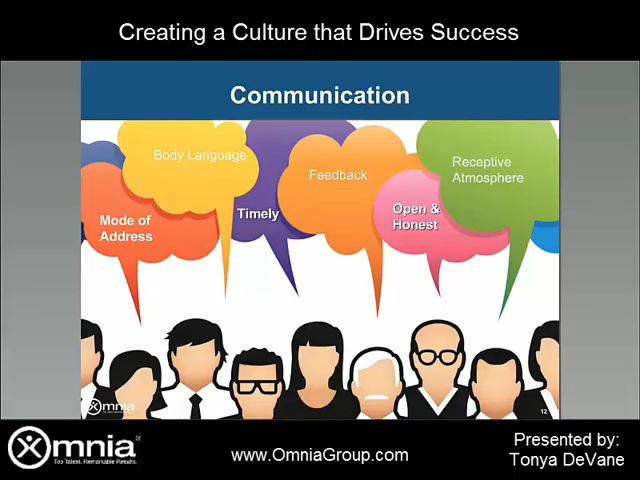 Creating a Culture that Drives Success
Communication
Body Language
Feedback
Receptive
Atmosphere
Mode of
Address
Timely
Open &
Honest
Omnia
12
Omnia
Top Talent. Remarkable Results.
www.OmniaGroup.com
Presented by:
Tonya DeVane